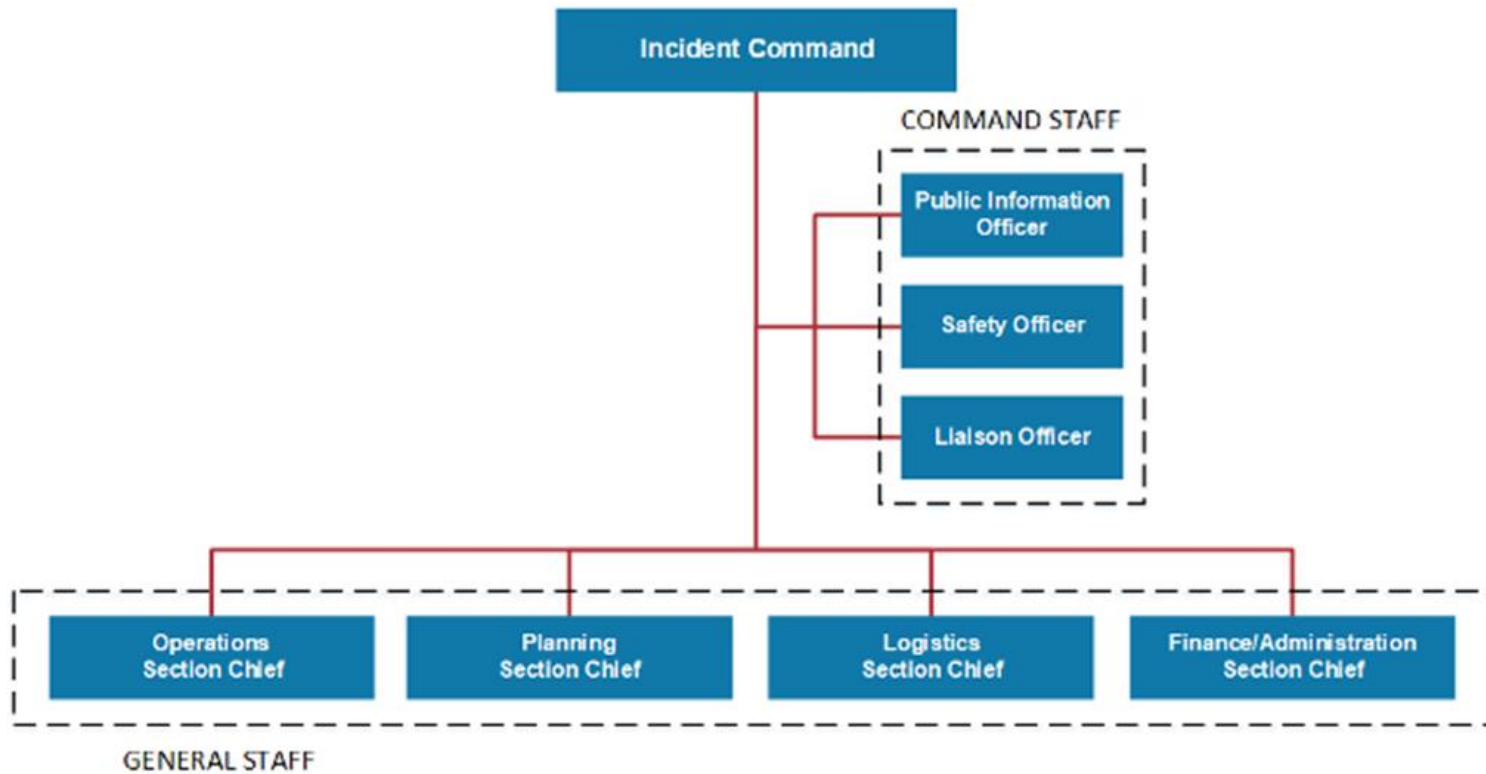 Incident Command
COMMAND STAFF
Public Information
Officer
Safety Officer
Liaison Officer
Operations
Section Chief
Planning
Section Chief
Logistics
Section Chief
Finance/Administration
Section Chief
GENERAL STAFF